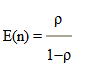 E(n) = ρ / 1−ρ